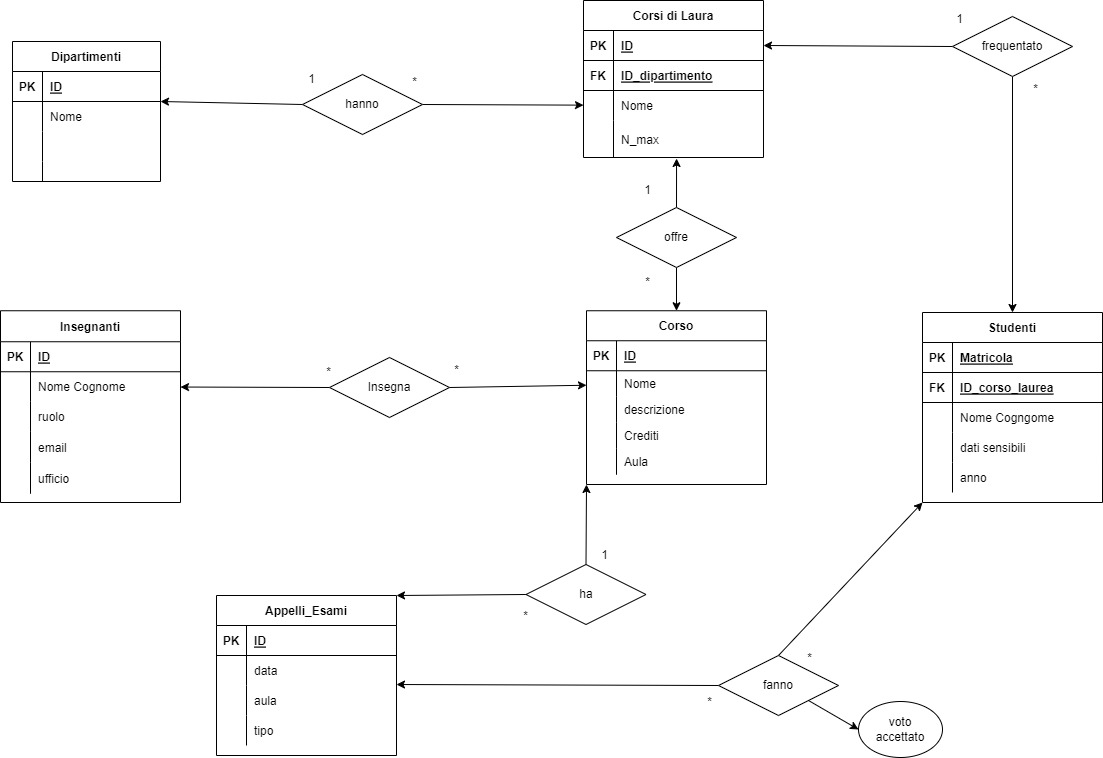 Corsi di Laura
PK ID
FK ID_dipartimento
Nome
N_max
1
frequentato
*
Dipartimenti
PK ID
Nome
1
hanno
*
1
offre
*
Insegnanti
PK ID
Nome Cognome
ruolo
email
ufficio
*
Insegna
*
Corso
PK ID
Nome
descrizione
Crediti
Aula
Studenti
PK Matricola
FK ID_corso_laurea
Nome Cogngome
dati sensibili
anno
1
ha
*
Appelli_Esami
PK ID
data
aula
tipo
*
fanno
*
voto
accettato